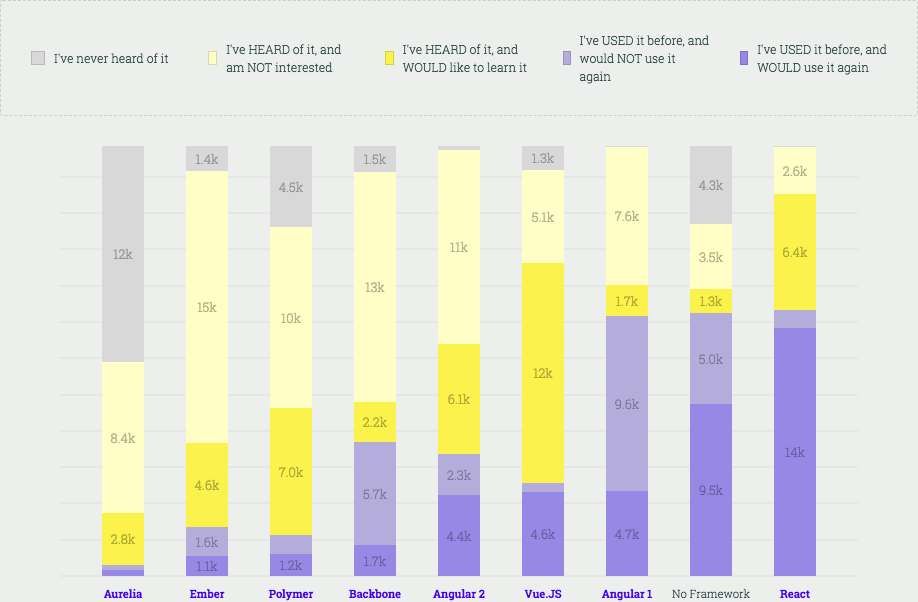 I've never heard of it
I've HEARD of it, and
am NOT interested
I've HEARD of it, and
WOULD like to learn it
I've USED it before, and
would NOT use it
again
I've USED it before, and
WOULD use it again
12k
8.4k
2.8k
1.4k
15k
4.6k
1.6k
1.1k
4.5k
10k
7.0k
1.2k
1.5k
13k
2.2k
5.7k
1.7k
11k
6.1k
2.3k
4.4k
1.3k
5.1k
12k
4.6k
7.6k
1.7k
9.6k
4.7k
4.3k
3.5k
1.3k
5.0k
9.5k
2.6k
6.4k
14k
Aurelia
Ember
Polymer
Backbone
Angular 2
Vue.JS
Angular 1
No Framework
React